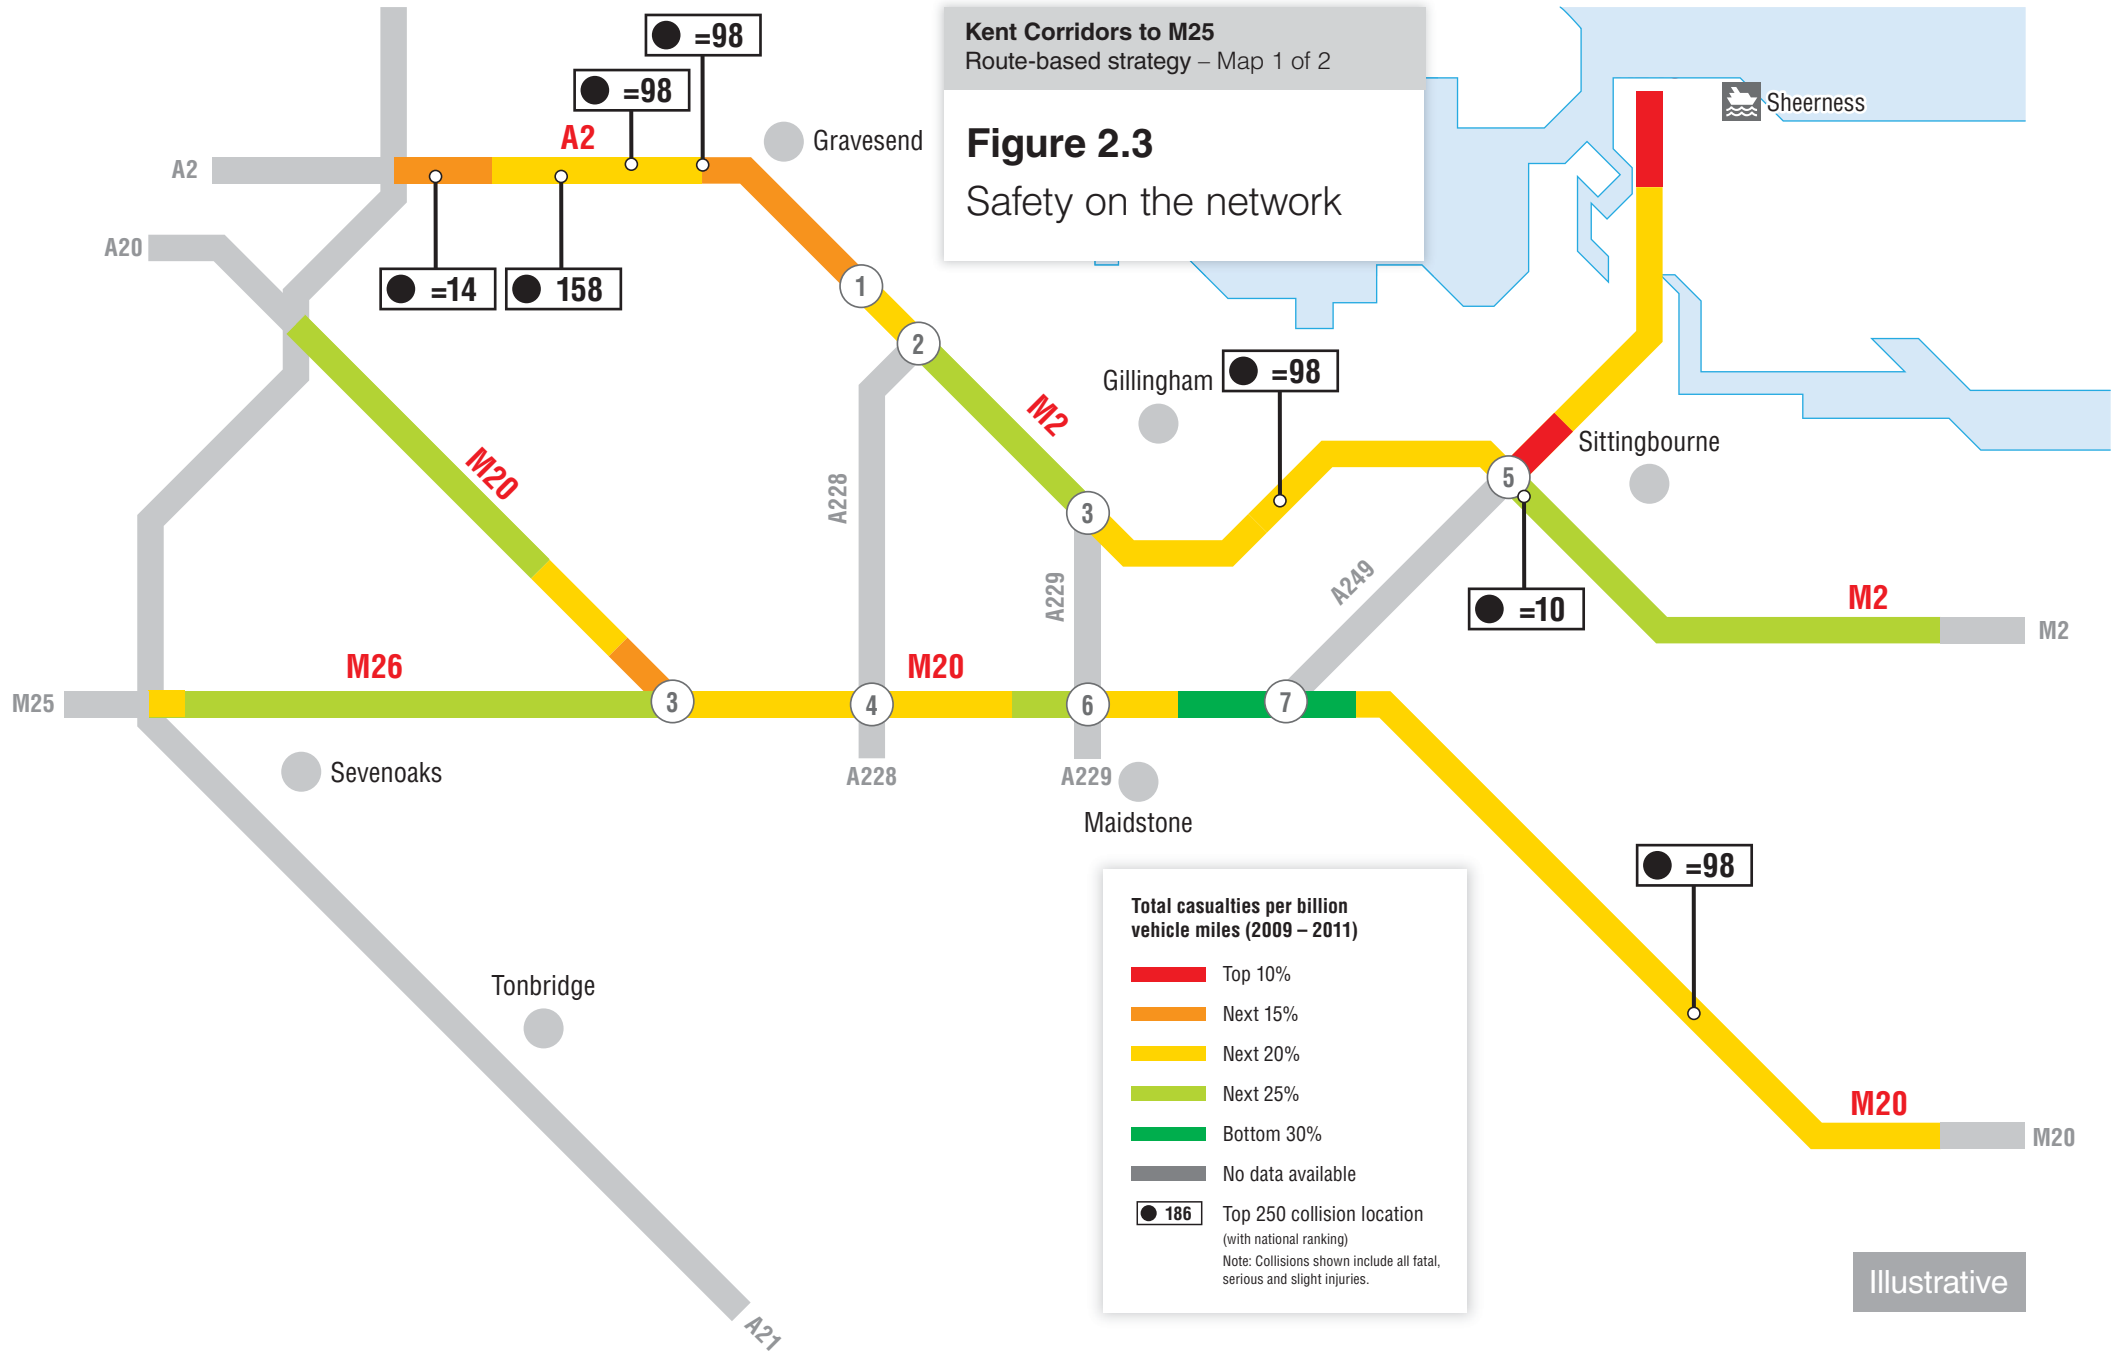 Kent Corridors to M25
Route-based strategy – Map 1 of 2
Figure 2.3
Safety on the network
=98
=98
A2
A2
Gravesend
Sheerness
A20
=14
158
1
2
Gillingham
=98
M2
M20
A228
3
5
Sittingbourne
A229
A249
=10
M2
M2
M26
M20
M25
3
4
6
7
Sevenoaks
A228
A229
Maidstone
=98
Tonbridge
M20
M20
A21
Total casualties per billion
vehicle miles (2009 – 2011)
Top 10%
Next 15%
Next 20%
Next 25%
Bottom 30%
No data available
186
Top 250 collision location
(with national ranking)
Note: Collisions shown include all fatal,
serious and slight injuries.
Illustrative